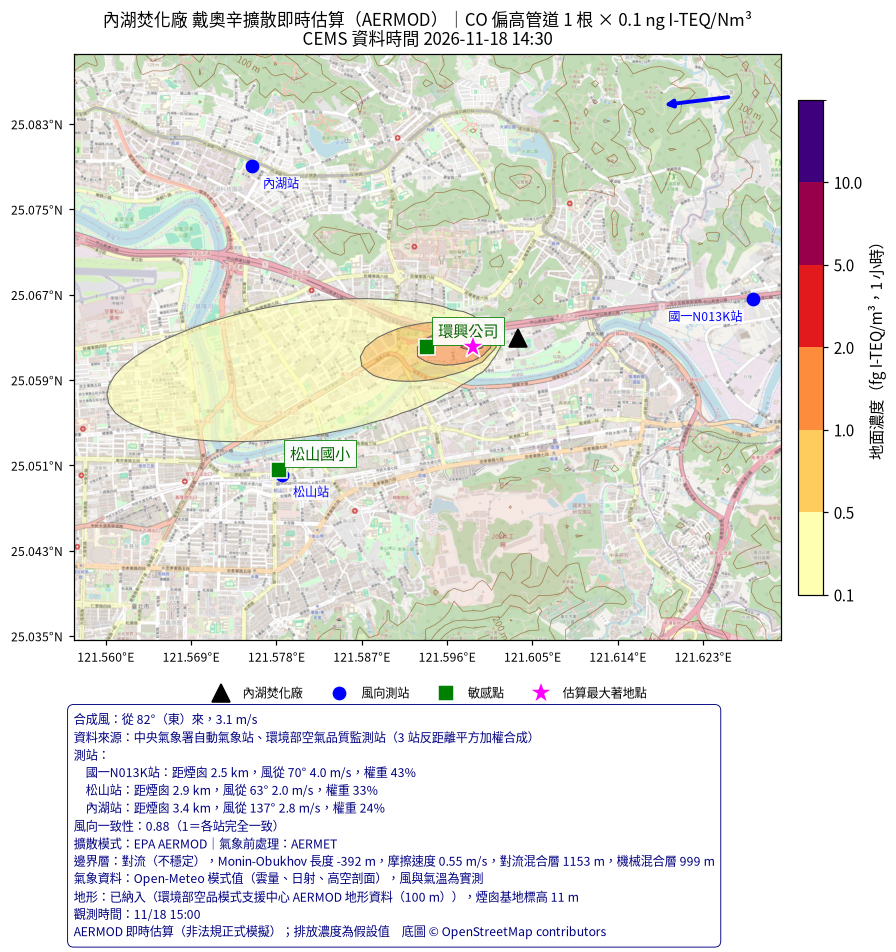 內湖焚化廠 戴奧辛擴散即時估算（AERMOD）｜CO 偏高管道 1 根 × 0.1 ng I-TEQ/Nm³
CEMS 資料時間 2026-11-18 14:30
25.083°N
25.075°N
25.067°N
25.059°N
25.051°N
25.043°N
25.035°N
內湖站
國一N013K站
環興公司
松山國小
松山站
121.560°E
121.569°E
121.578°E
121.587°E
121.596°E
121.605°E
121.614°E
121.623°E
10.0
5.0
2.0
1.0
0.5
0.1
地面濃度（fg I-TEQ/m³，1 小時）
內湖焚化廠
風向測站
敏感點
估算最大著地點
合成風：從 82°（東）來，3.1 m/s
資料來源：中央氣象署自動氣象站、環境部空氣品質監測站（3 站反距離平方加權合成）
測站：
國一N013K站：距煙囪 2.5 km，風從 70° 4.0 m/s，權重 43%
松山站：距煙囪 2.9 km，風從 63° 2.0 m/s，權重 33%
內湖站：距煙囪 3.4 km，風從 137° 2.8 m/s，權重 24%
風向一致性：0.88（1＝各站完全一致）
擴散模式：EPA AERMOD｜氣象前處理：AERMET
邊界層：對流（不穩定），Monin-Obukhov 長度 -392 m，摩擦速度 0.55 m/s，對流混合層 1153 m，機械混合層 999 m
氣象資料：Open-Meteo 模式值（雲量、日射、高空剖面），風與氣溫為實測
地形：已納入（環境部空品模式支援中心 AERMOD 地形資料（100 m）），煙囪基地標高 11 m
觀測時間：11/18 15:00
AERMOD 即時估算（非法規正式模擬）；排放濃度為假設值 底圖 © OpenStreetMap contributors